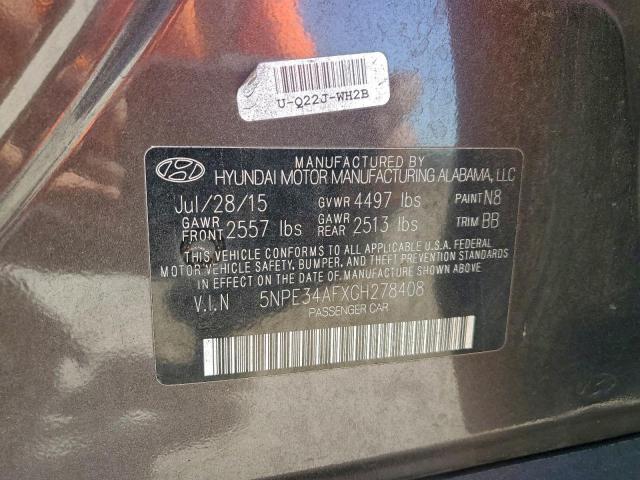 U-Q22J-WH2B
MANUFACTURED BY
HYUNDAI MOTOR MANUFACTURING ALABAMA, LLC
Jul/28/15 GVWR 4497 lbs PAINT N8
GAWR FRONT 2557 lbs GAWR REAR 2513 lbs TRIM BB
THIS VEHICLE CONFORMS TO ALL APPLICABLE U.S.A. FEDERAL
MOTOR VEHICLE SAFETY, BUMPER, AND THEFT PREVENTION STANDARDS
IN EFFECT ON THE DATE OF MANUFACTURE SHOWN ABOVE.
V.I.N 5NPE34AFXGH278408
PASSENGER CAR